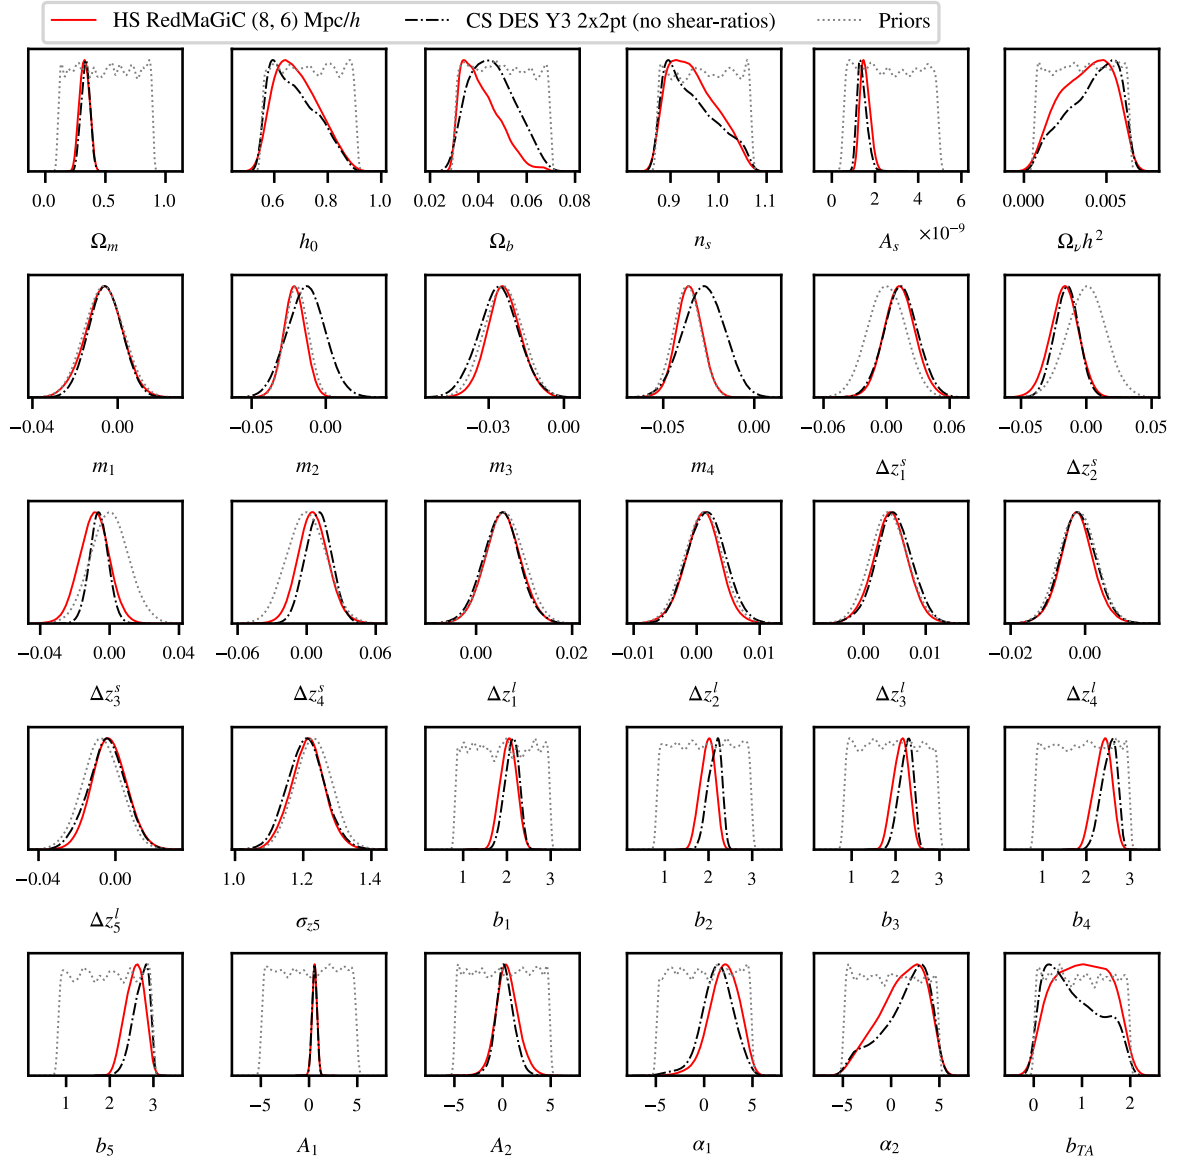 HS RedMaGiC (8, 6) Mpc/h CS DES Y3 2x2pt (no shear-ratios) Priors
0.0 0.5 1.0 0.6 0.8 1.0 0.02 0.04 0.06 0.08 0.9 1.0 1.1 0 2 4 6 0.000 0.005
×10⁻⁹
Ωₘ h₀ Ω_b nₛ Aₛ Ω_νh²
−0.04 0.00 −0.05 0.00 −0.03 0.00 −0.05 0.00 −0.06 0.00 0.06 −0.05 0.00 0.05
m₁ m₂ m₃ m₄ Δz₁ˢ Δz₂ˢ
−0.04 0.00 0.04 −0.06 0.00 0.06 0.00 0.02 −0.01 0.00 0.01 0.00 0.01 −0.02 0.00
Δz₃ˢ Δz₄ˢ Δz₁ˡ Δz₂ˡ Δz₃ˡ Δz₄ˡ
−0.04 0.00 1.0 1.2 1.4 1 2 3 1 2 3 1 2 3 1 2 3
Δz₅ˡ σ_z5 b₁ b₂ b₃ b₄
1 2 3 −5 0 5 −5 0 5 −5 0 5 −5 0 5 0 1 2
b₅ A₁ A₂ α₁ α₂ b_TA